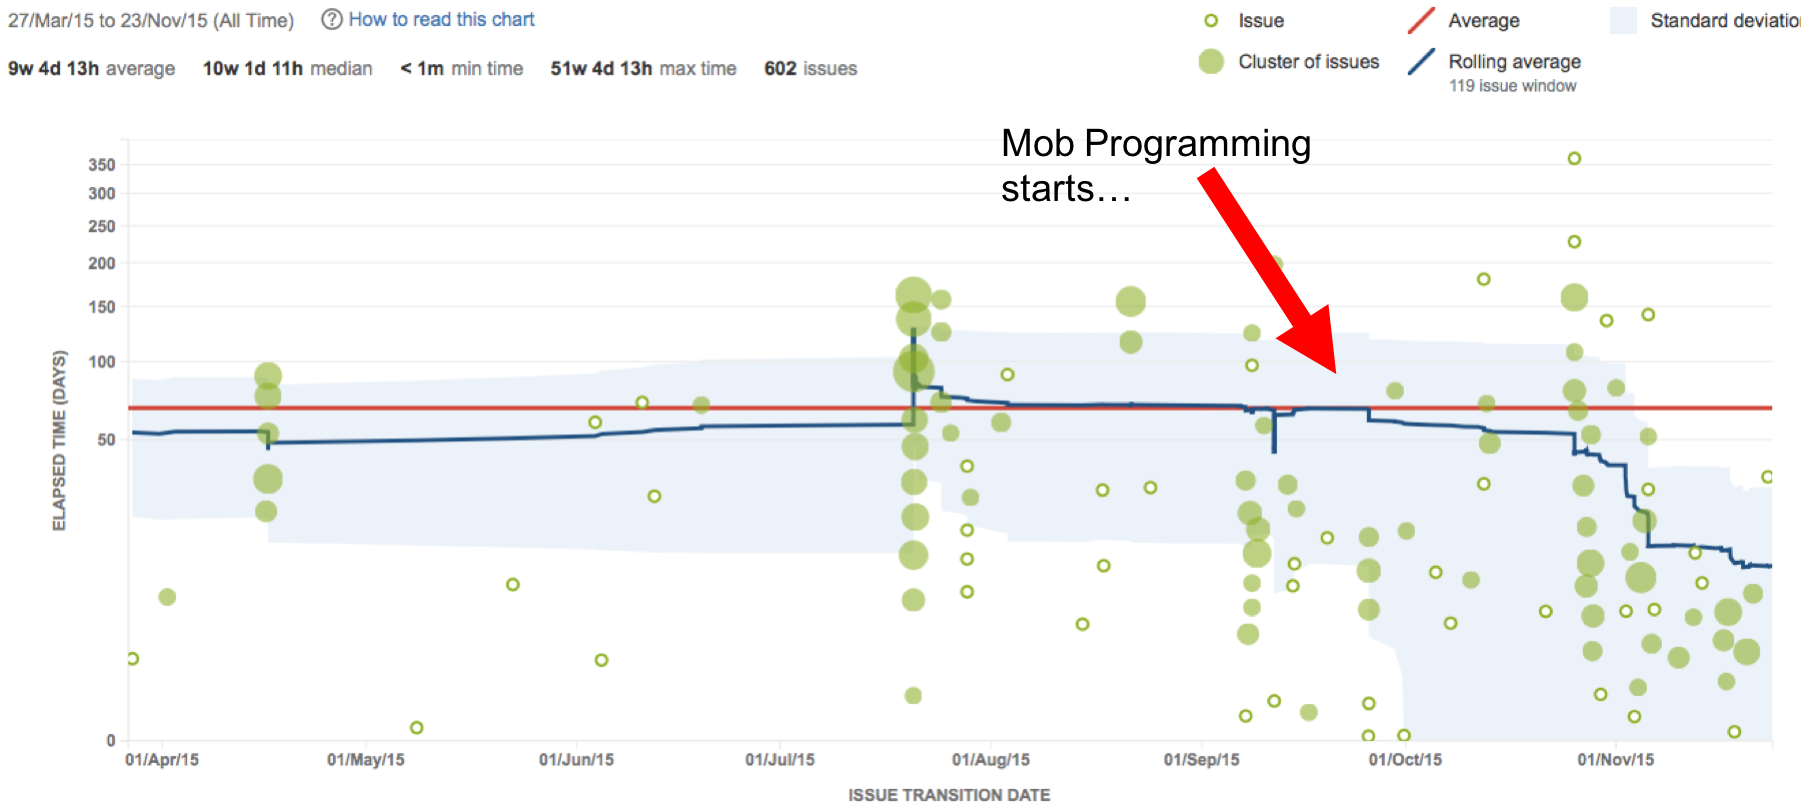 27/Mar/15 to 23/Nov/15 (All Time) ? How to read this chart
9w 4d 13h average 10w 1d 11h median < 1m min time 51w 4d 13h max time 602 issues
Issue Average Standard deviation
Cluster of issues Rolling average
119 issue window
Mob Programming
starts…
350
300
250
200
150
100
50
0
ELAPSED TIME (DAYS)
01/Apr/15 01/May/15 01/Jun/15 01/Jul/15 01/Aug/15 01/Sep/15 01/Oct/15 01/Nov/15
ISSUE TRANSITION DATE